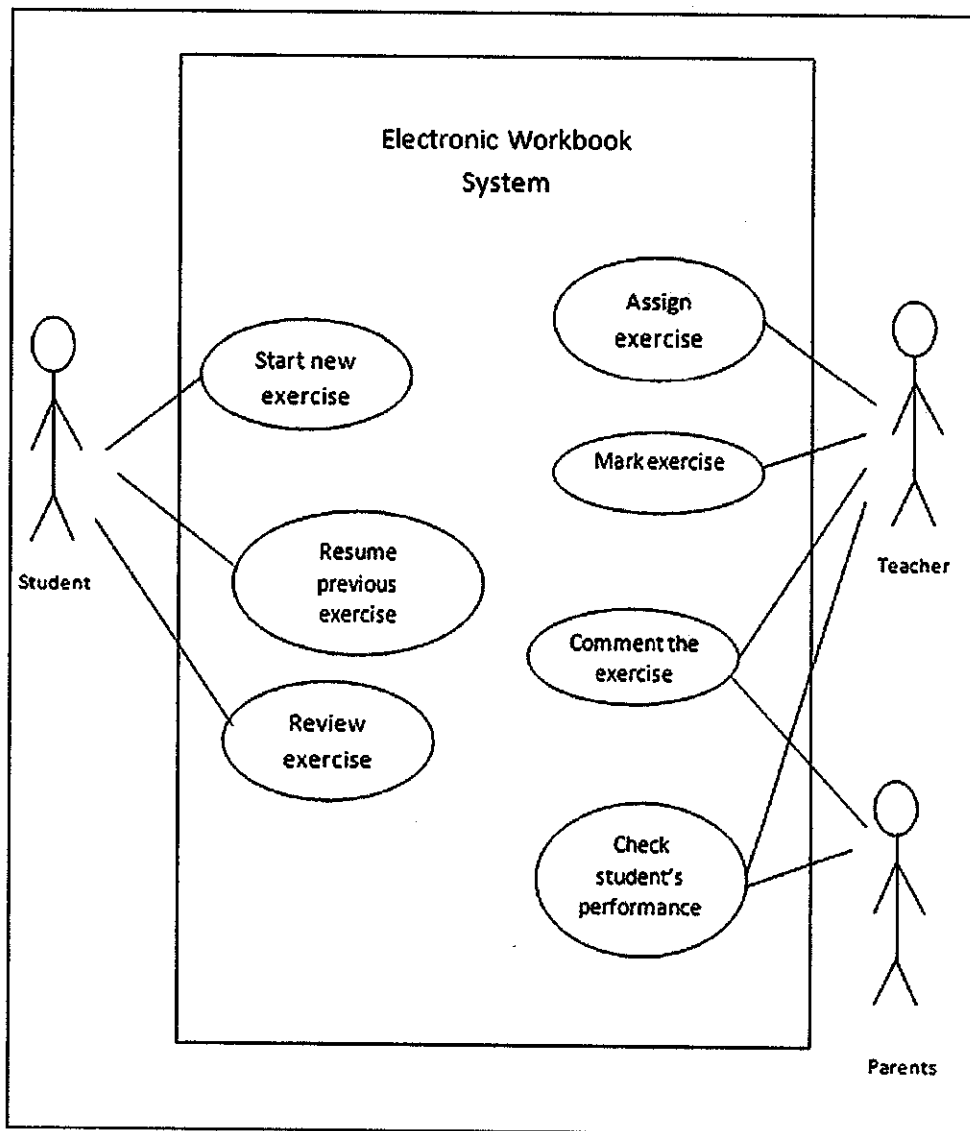 Electronic Workbook
System
Assign
exercise
Start new
exercise
Mark exercise
Resume
previous
exercise
Student
Teacher
Comment the
exercise
Review
exercise
Check
student's
performance
Parents